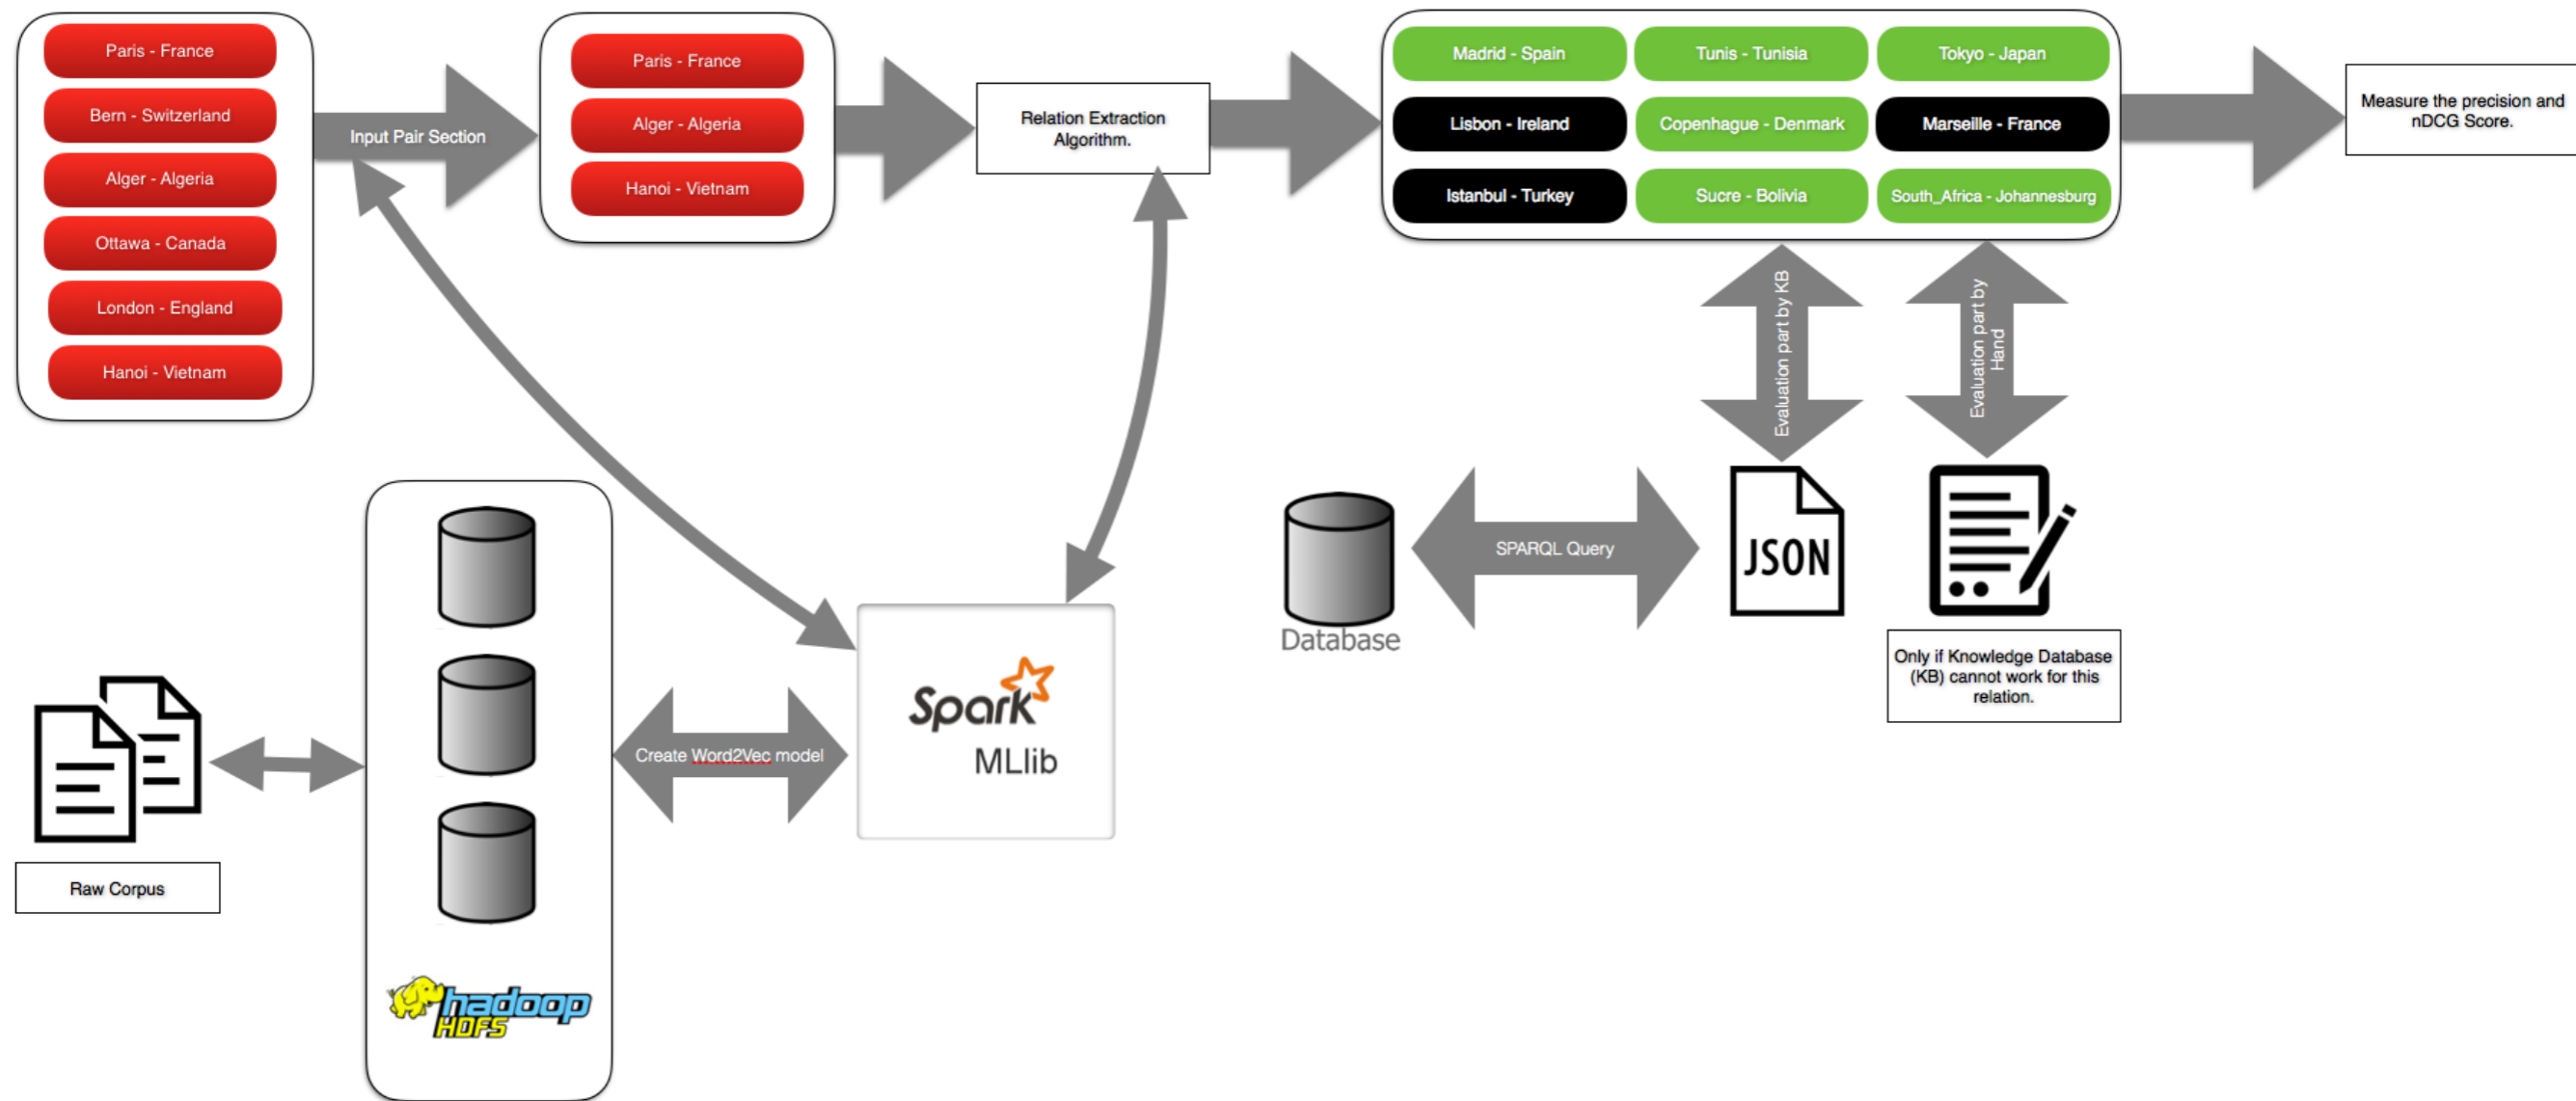 Paris - France
Bern - Switzerland
Alger - Algeria
Ottawa - Canada
London - England
Hanoi - Vietnam
Input Pair Section
Paris - France
Alger - Algeria
Hanoi - Vietnam
Relation Extraction
Algorithm.
Madrid - Spain
Tunis - Tunisia
Tokyo - Japan
Lisbon - Ireland
Copenhague - Denmark
Marseille - France
Istanbul - Turkey
Sucre - Bolivia
South_Africa - Johannesburg
Measure the precision and
nDCG Score.
Evaluation part by KB
Evaluation part by
Hand
Database
SPARQL Query
JSON
Only if Knowledge Database
(KB) cannot work for this
relation.
Raw Corpus
hadoop
HDFS
Create Word2Vec model
Spark
MLlib